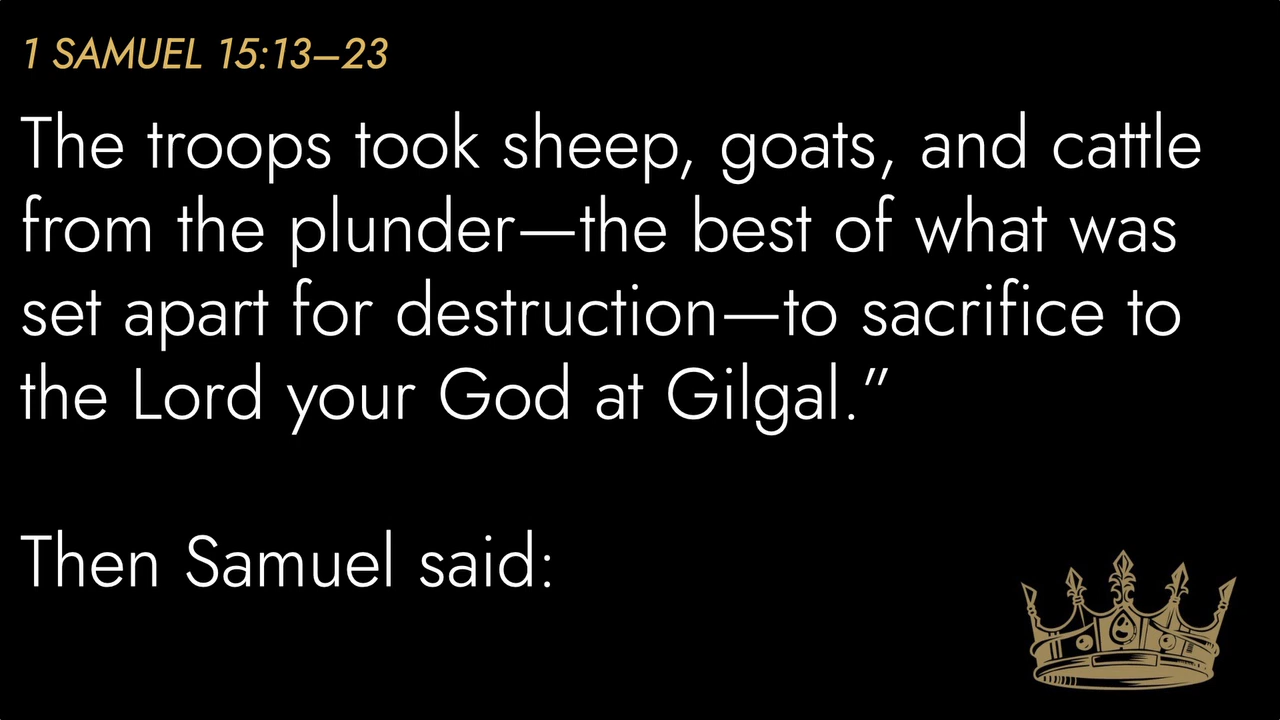 1 SAMUEL 15:13–23
The troops took sheep, goats, and cattle
from the plunder—the best of what was
set apart for destruction—to sacrifice to
the Lord your God at Gilgal.”
Then Samuel said: